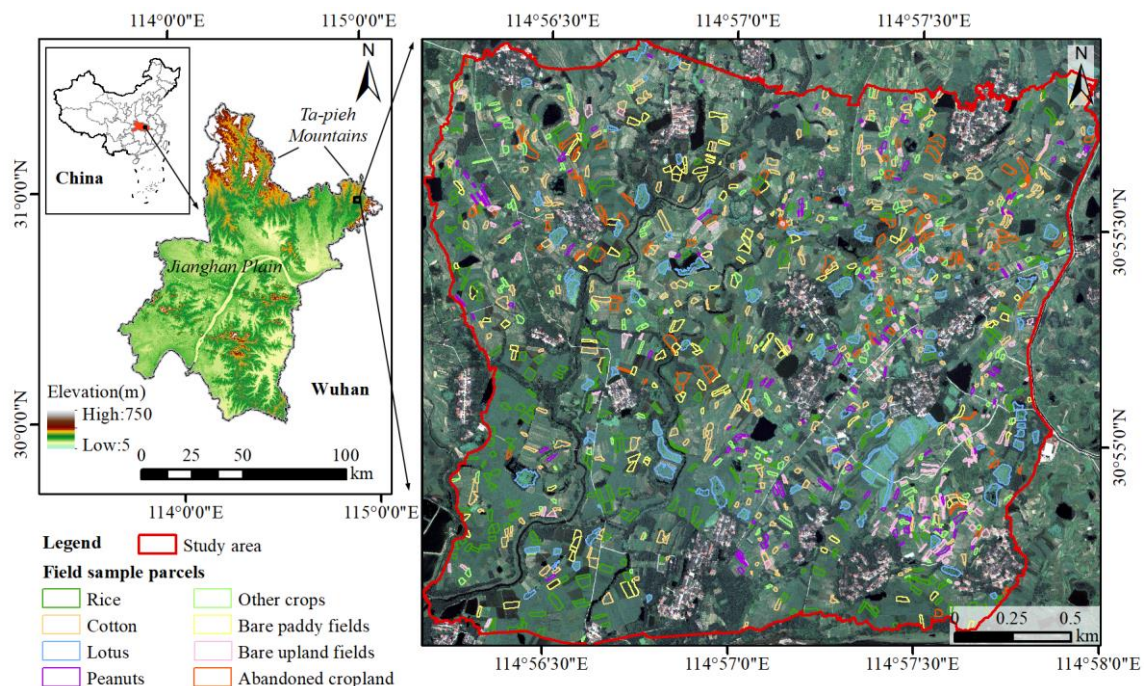 114°0'0"E
115°0'0"E
114°56'30"E
114°57'0"E
114°57'30"E
N
N
Ta-pieh
Mountains
China
31°0'0"N
30°55'30"N
Jianghan Plain
Wuhan
Elevation(m)
High:750
Low:5
30°0'0"N
30°55'0"N
0 25 50 100
km
114°0'0"E
115°0'0"E
0 0.25 0.5
km
Legend
Study area
Field sample parcels
Rice
Other crops
Cotton
Bare paddy fields
Lotus
Bare upland fields
Peanuts
Abandoned cropland
114°56'30"E
114°57'0"E
114°57'30"E
114°58'0"E